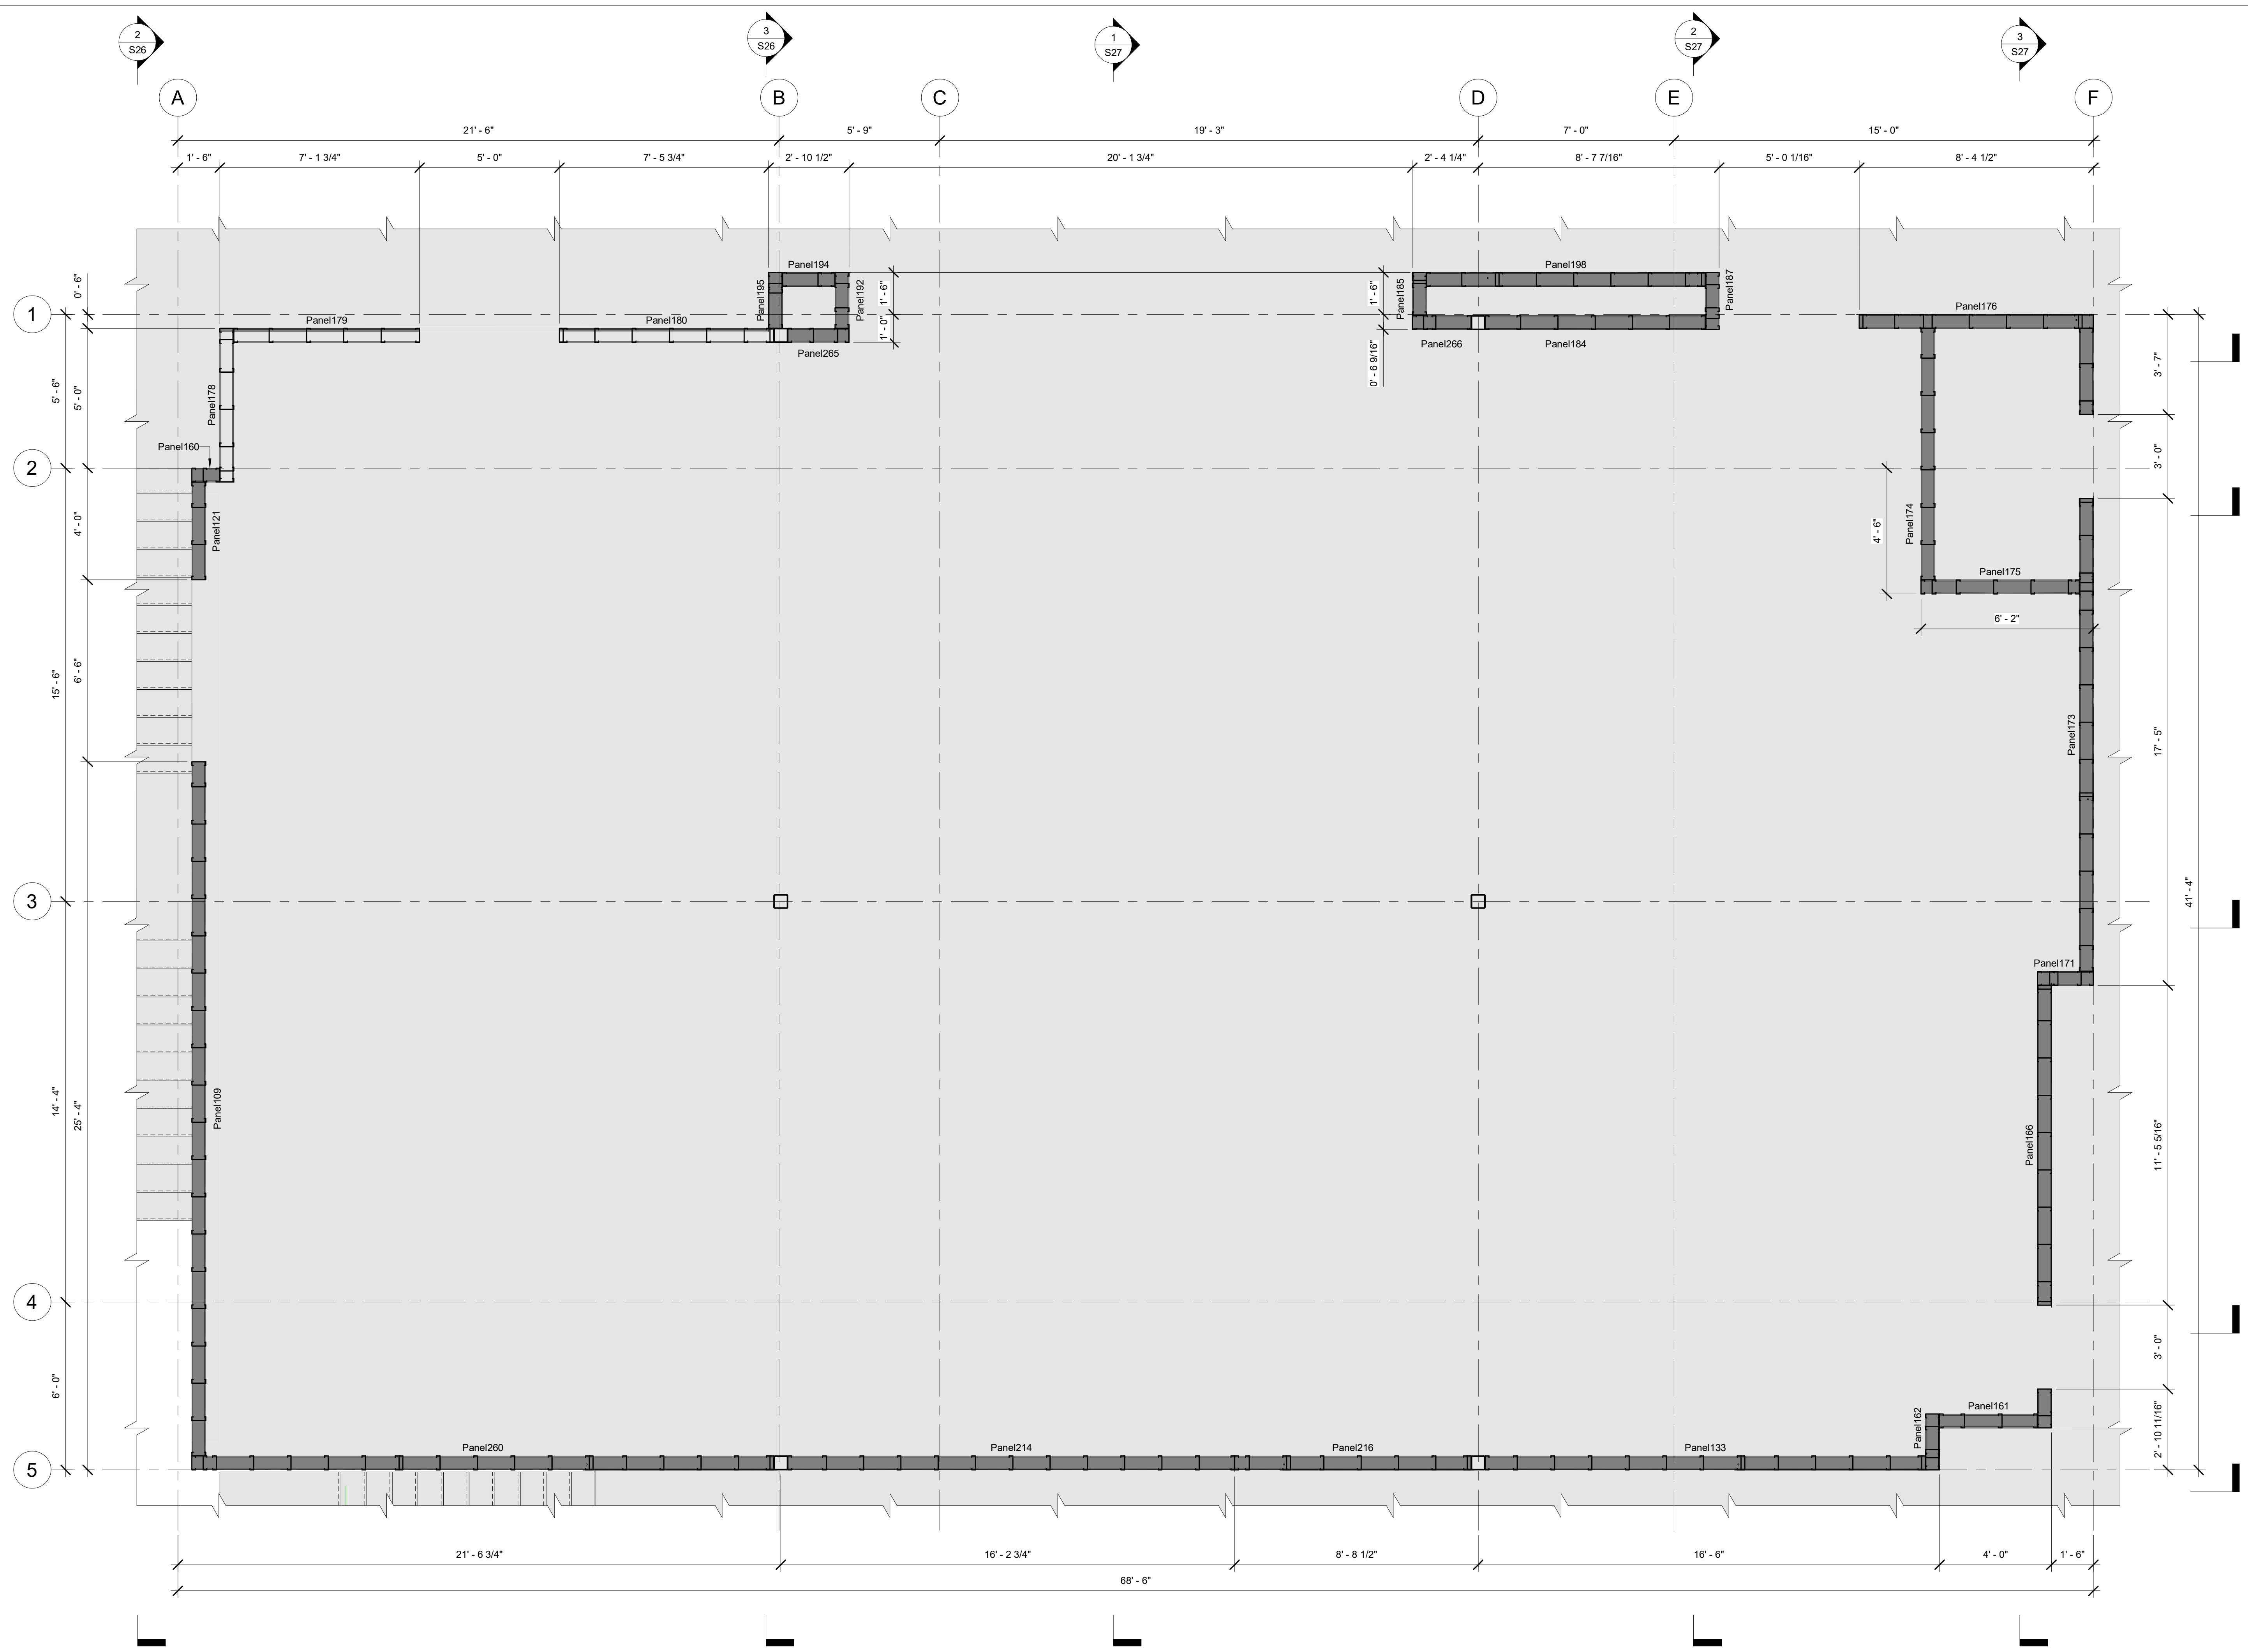 2
S26
3
S26
1
S27
2
S27
3
S27
A
B
C
D
E
F
21' - 6"
5' - 9"
19' - 3"
7' - 0"
15' - 0"
1' - 6"
7' - 1 3/4"
5' - 0"
7' - 5 3/4"
2' - 10 1/2"
20' - 1 3/4"
2' - 4 1/4"
8' - 7 7/16"
5' - 0 1/16"
8' - 4 1/2"
0' - 6"
Panel194
Panel198
Panel195
Panel192
1' - 6"
1' - 6"
Panel185
Panel187
1
Panel179
Panel180
Panel176
1' - 0"
Panel265
0' - 6 9/16"
Panel266
Panel184
3' - 7"
5' - 6"
5' - 0"
Panel178
Panel160
2
3' - 0"
4' - 0"
Panel121
4' - 6"
Panel174
Panel175
6' - 2"
15' - 6"
6' - 6"
Panel173
17' - 5"
3
41' - 4"
Panel171
14' - 4"
25' - 4"
Panel109
Panel166
11' - 5 5/16"
4
6' - 0"
3' - 0"
Panel162
Panel161
2' - 10 11/16"
5
Panel260
Panel214
Panel216
Panel133
21' - 6 3/4"
16' - 2 3/4"
8' - 8 1/2"
16' - 6"
4' - 0"
1' - 6"
68' - 6"